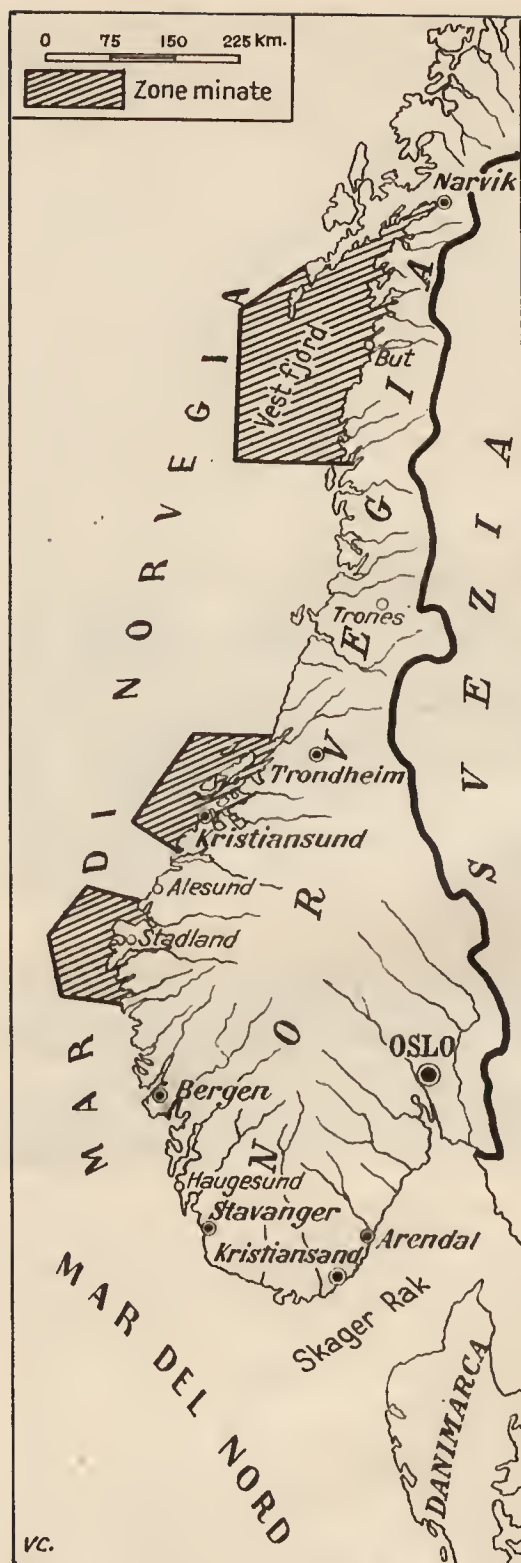 0 75 150 225 KM.
Zone minate
Narvik
But
Vest fjord
Trones
Trondheim
Kristiansund
Alesund
Stadland
OSLO
Bergen
Haugesund
Stavanger
Arendal
Kristiansand
Skager Rak
MAR DI NORVEGIA
NORVEGIA
SVEZIA
MAR DEL NORD
DANIMARCA
VC.